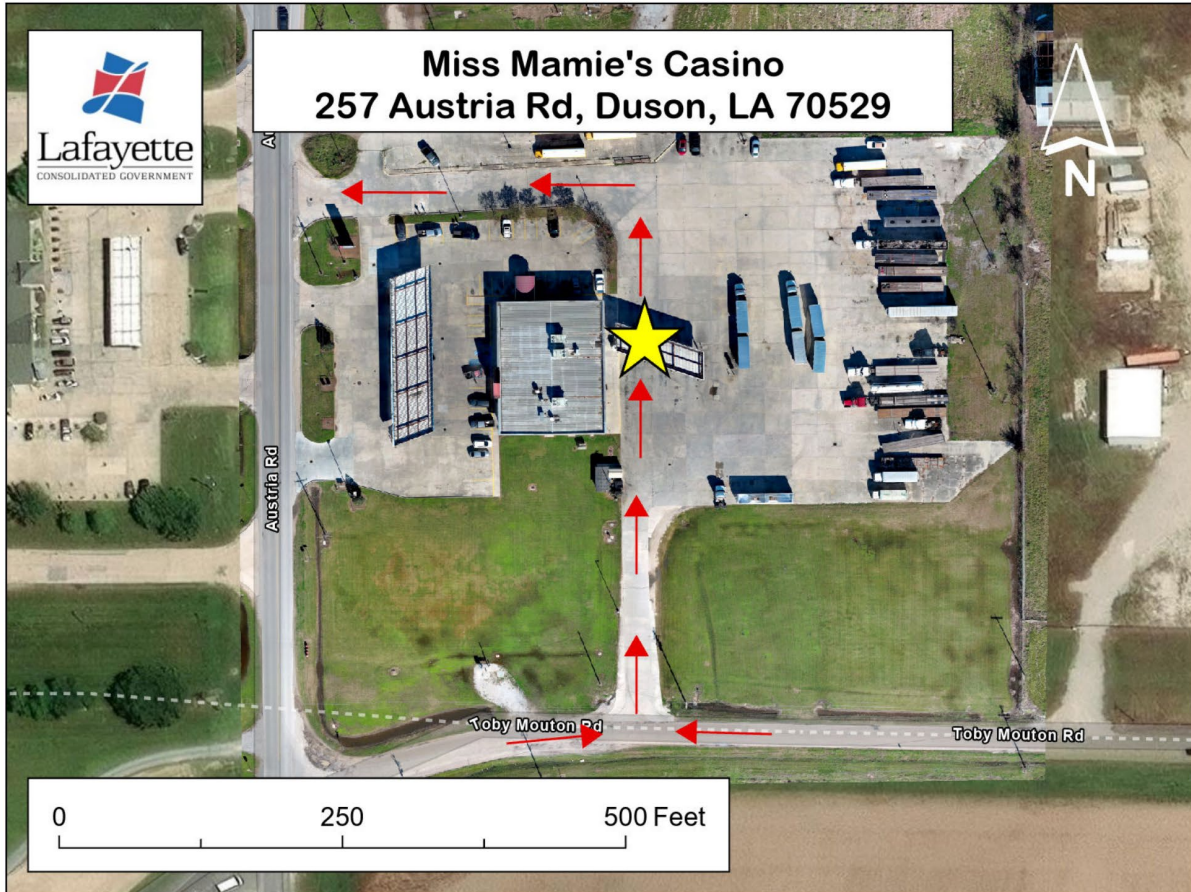 Lafayette
CONSOLIDATED GOVERNMENT
Miss Mamie's Casino
257 Austria Rd, Duson, LA 70529
N
Austria Rd
Toby Mouton Rd
Toby Mouton Rd
0 250 500 Feet